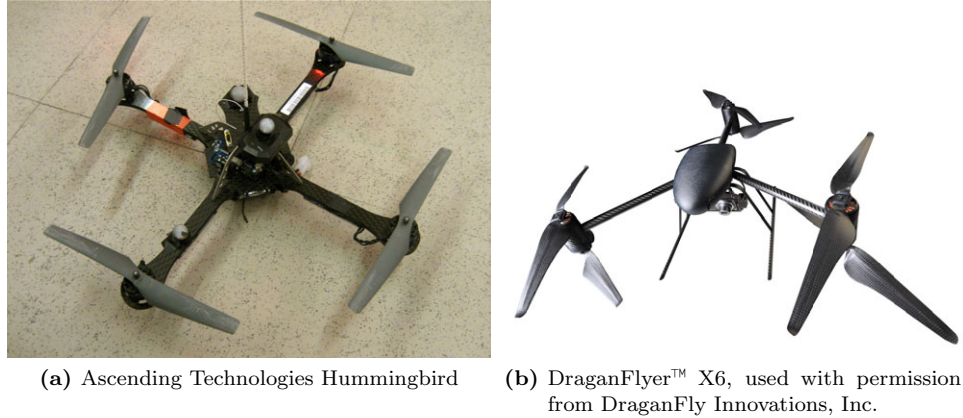 (a) Ascending Technologies Hummingbird
(b) DraganFlyer™ X6, used with permission
from DraganFly Innovations, Inc.